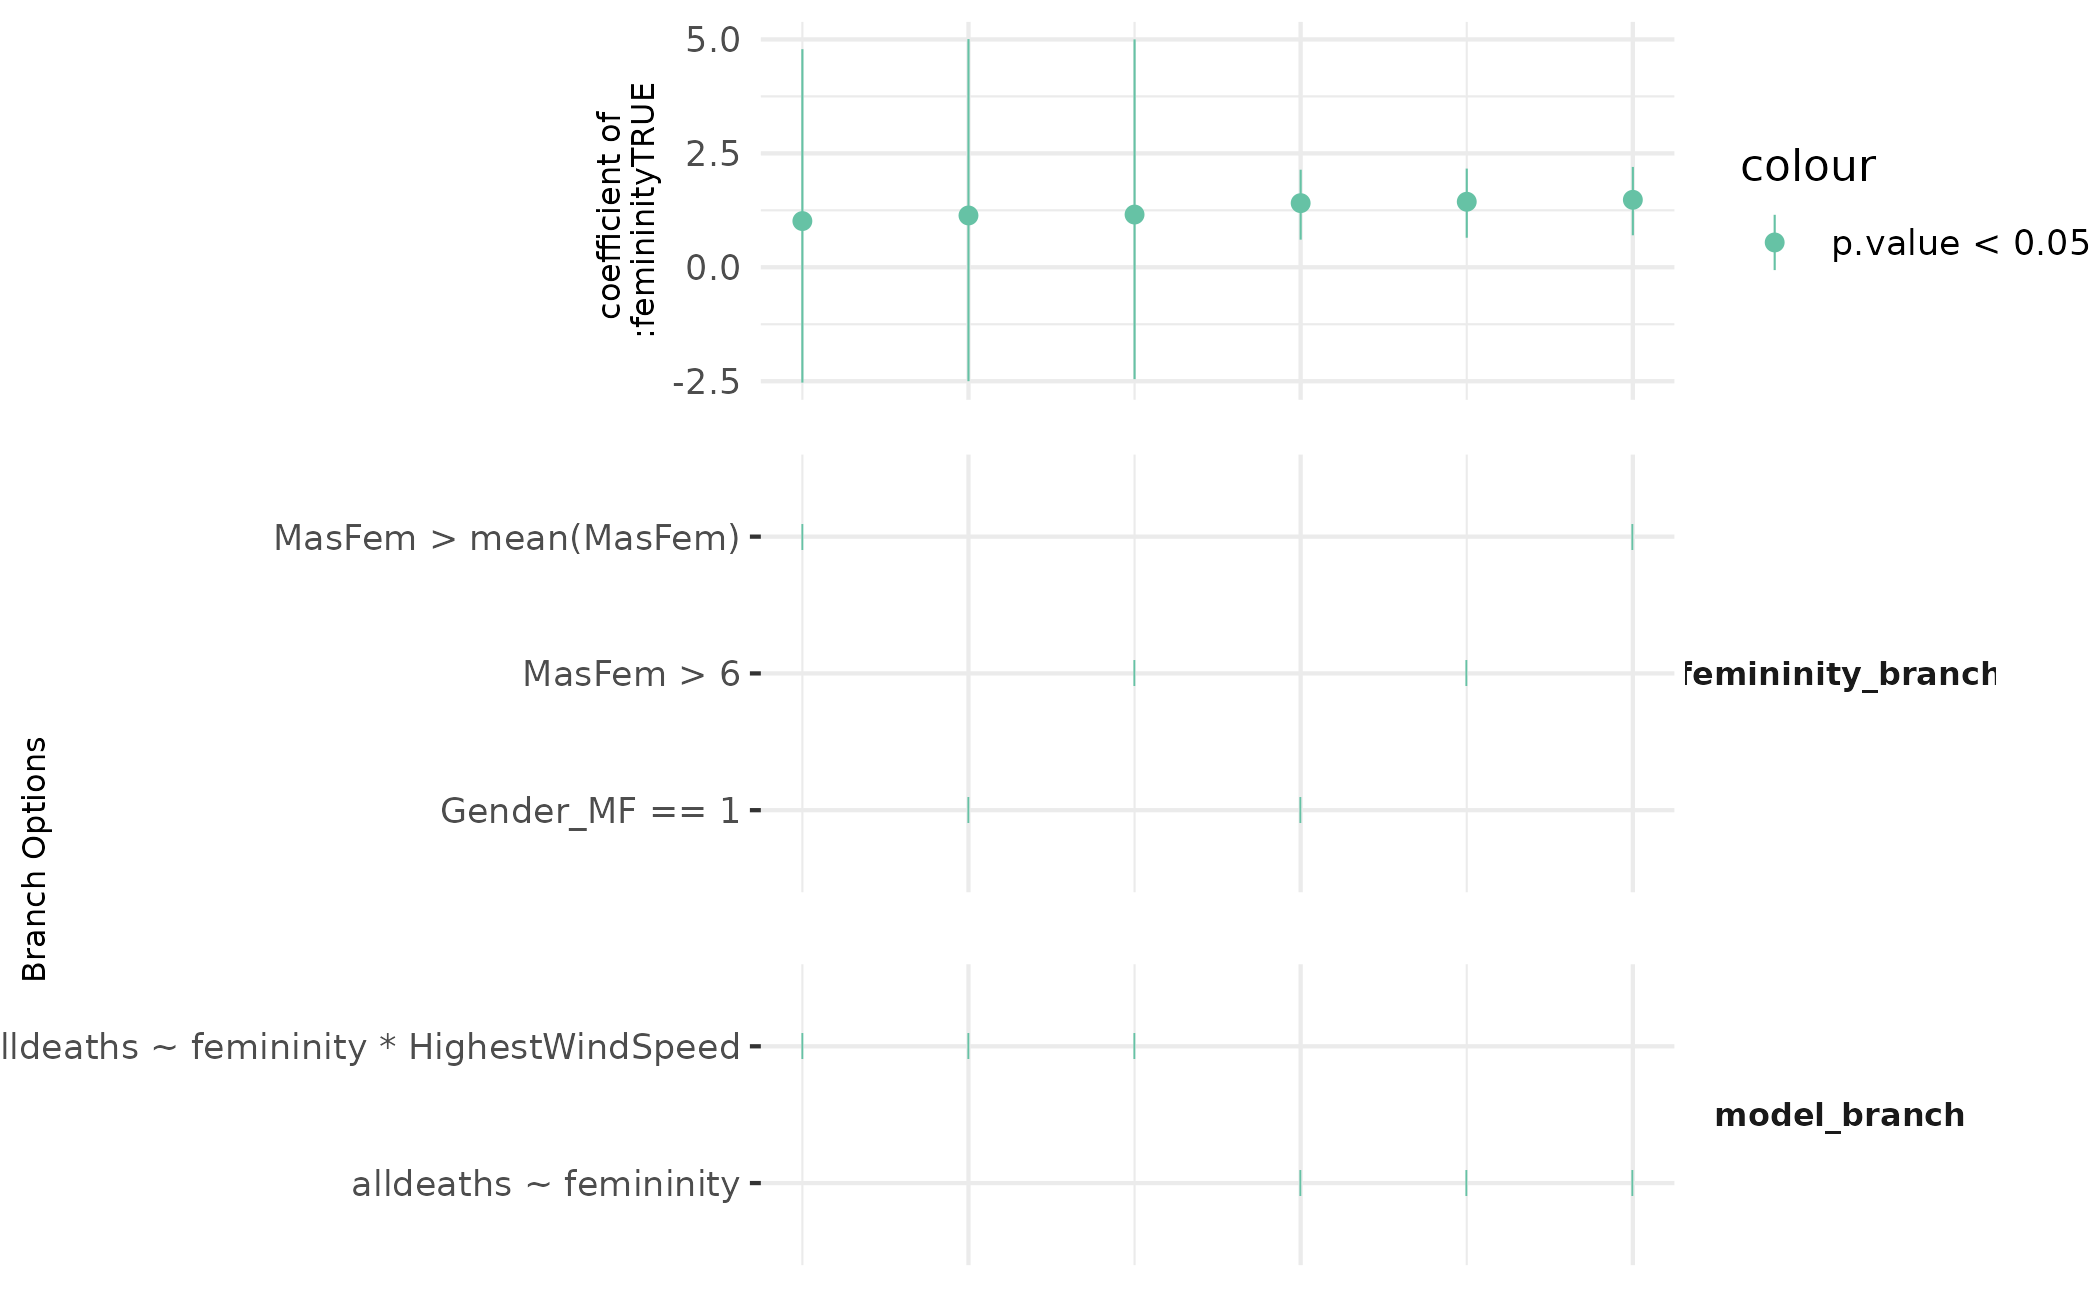 5.0
2.5
0.0
-2.5
coefficient of
:femininityTRUE
colour
p.value < 0.05
MasFem > mean(MasFem)
MasFem > 6
Gender_MF == 1
femininity_branch
Branch Options
lldeaths ~ femininity * HighestWindSpeed
alldeaths ~ femininity
model_branch